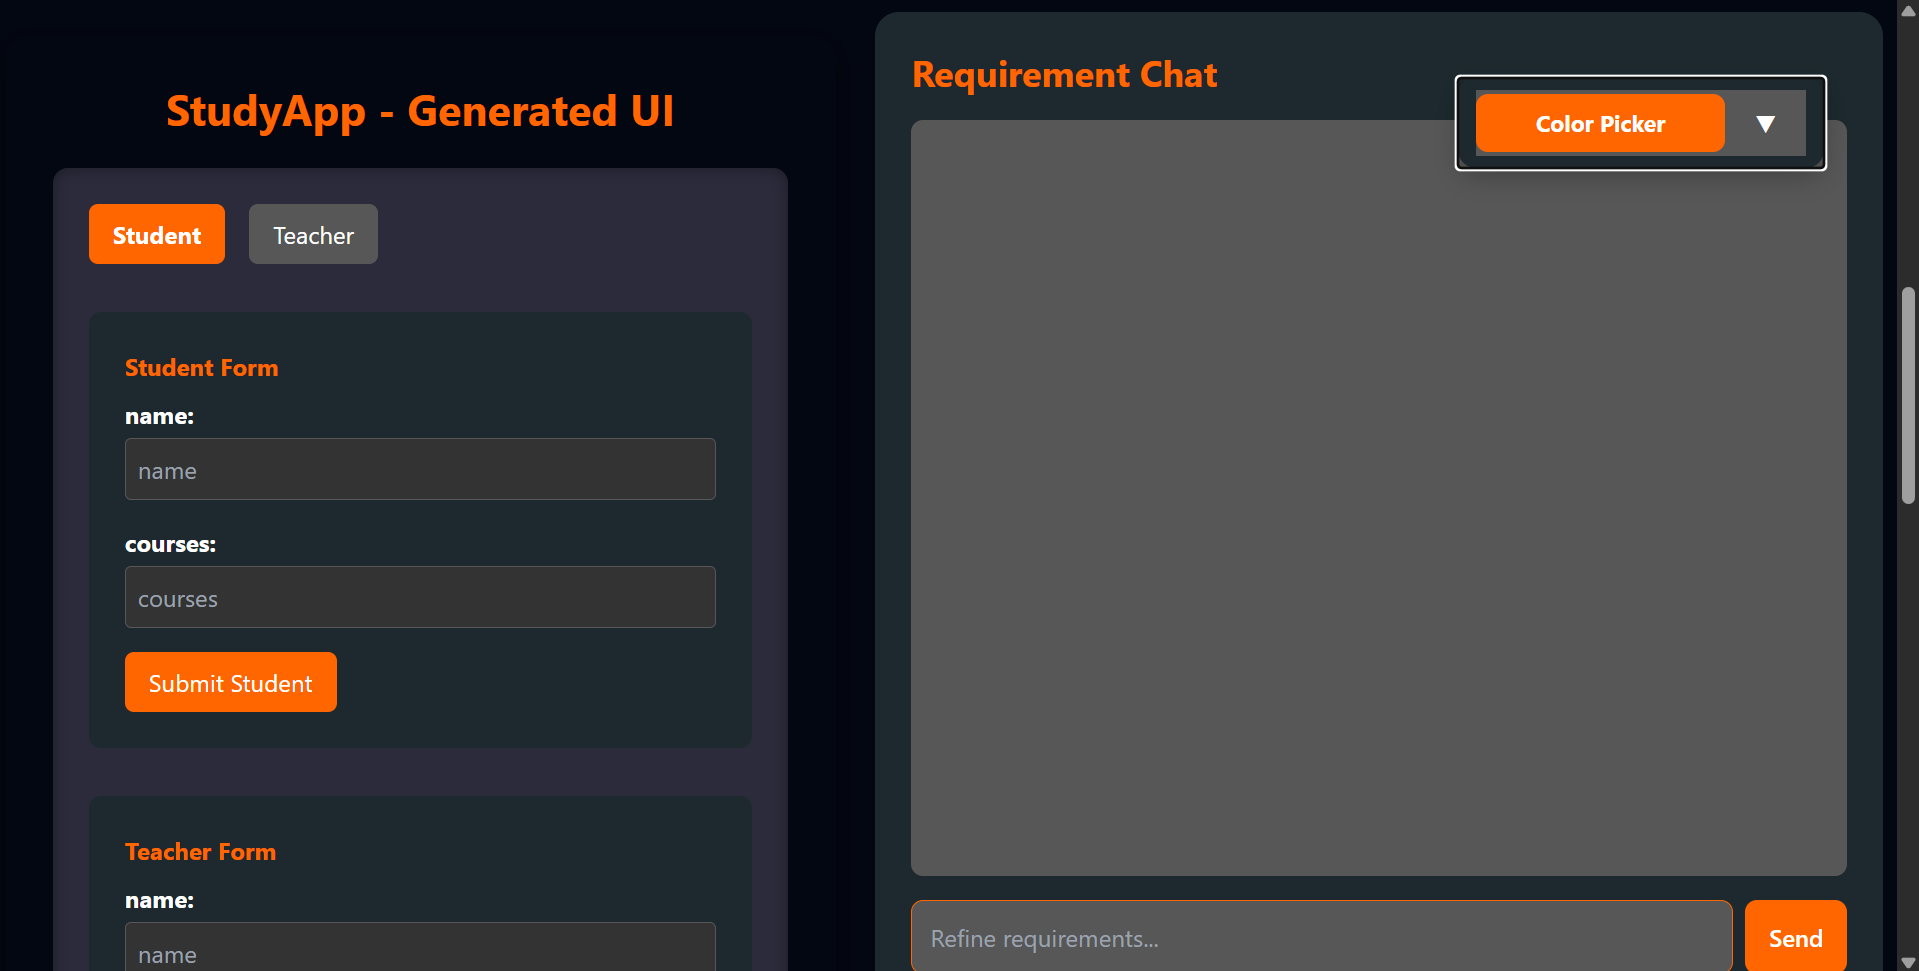 StudyApp - Generated UI
Student
Teacher
Student Form
name:
name
courses:
courses
Submit Student
Teacher Form
name:
name
Requirement Chat
Color Picker ▼
Refine requirements...
Send